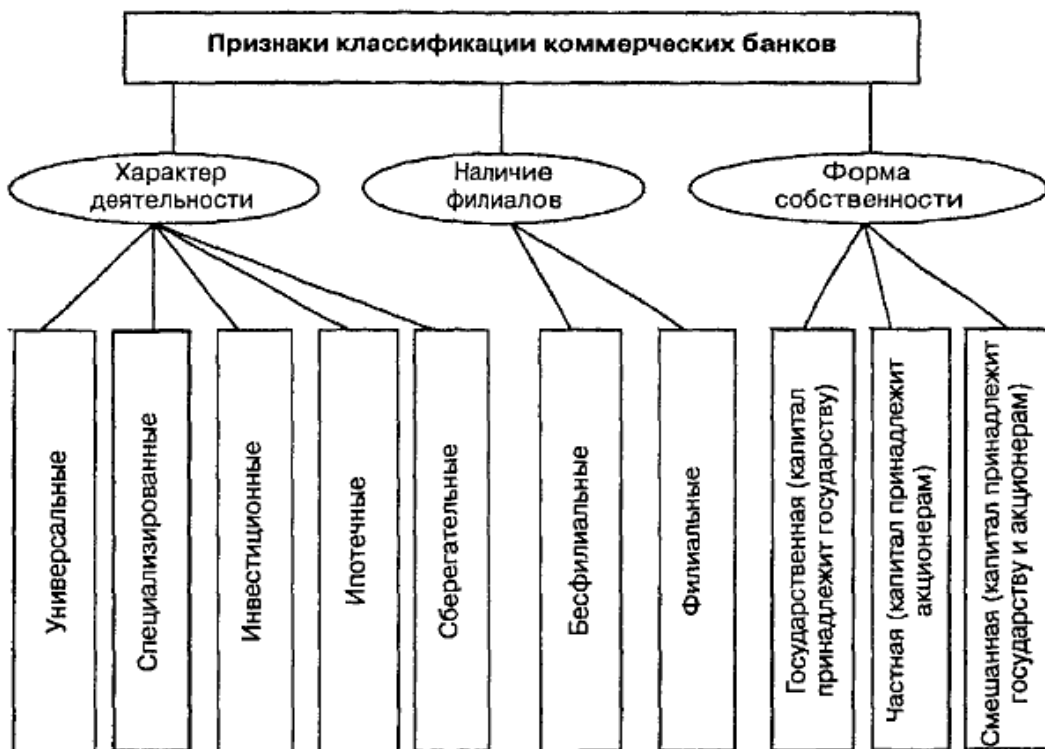 Признаки классификации коммерческих банков
Характер
деятельности
Наличие
филиалов
Форма
собственности
Универсальные
Специализированные
Инвестиционные
Ипотечные
Сберегательные
Бесфилиальные
Филиальные
Государственная (капитал
принадлежит государству)
Частная (капитал принадлежит
акционерам)
Смешанная (капитал принадлежит
государству и акционерам)